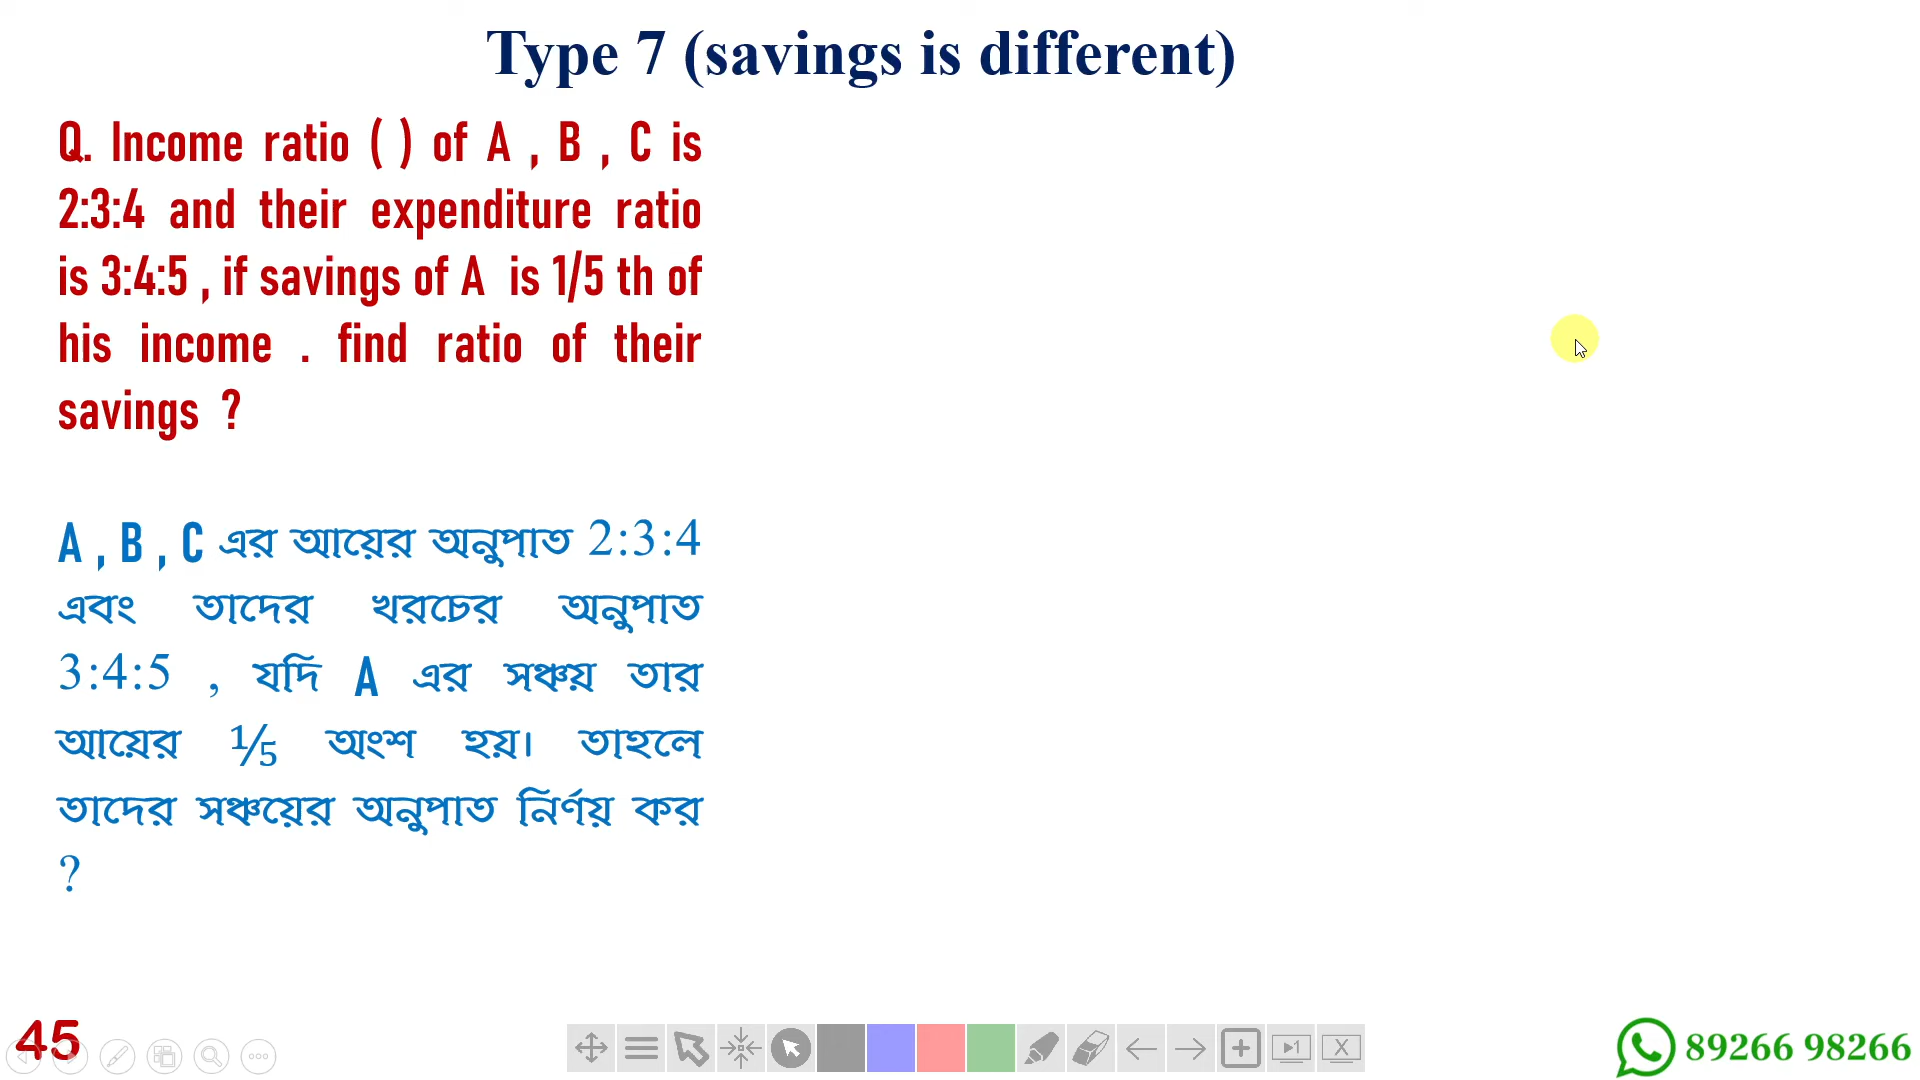 Type 7 (savings is different)
Q. Income ratio ( ) of A , B , C is
2:3:4 and their expenditure ratio
is 3:4:5 , if savings of A is 1/5 th of
his income . find ratio of their
savings ?
A , B , C এর আয়ের অনুপাত 2:3:4
এবং তাদের খরচের অনুপাত
3:4:5 , যদি A এর সঞ্চয় তার
আয়ের ⅕ অংশ হয়। তাহলে
তাদের সঞ্চয়ের অনুপাত নির্ণয় কর
?
45
1
X
89266 98266